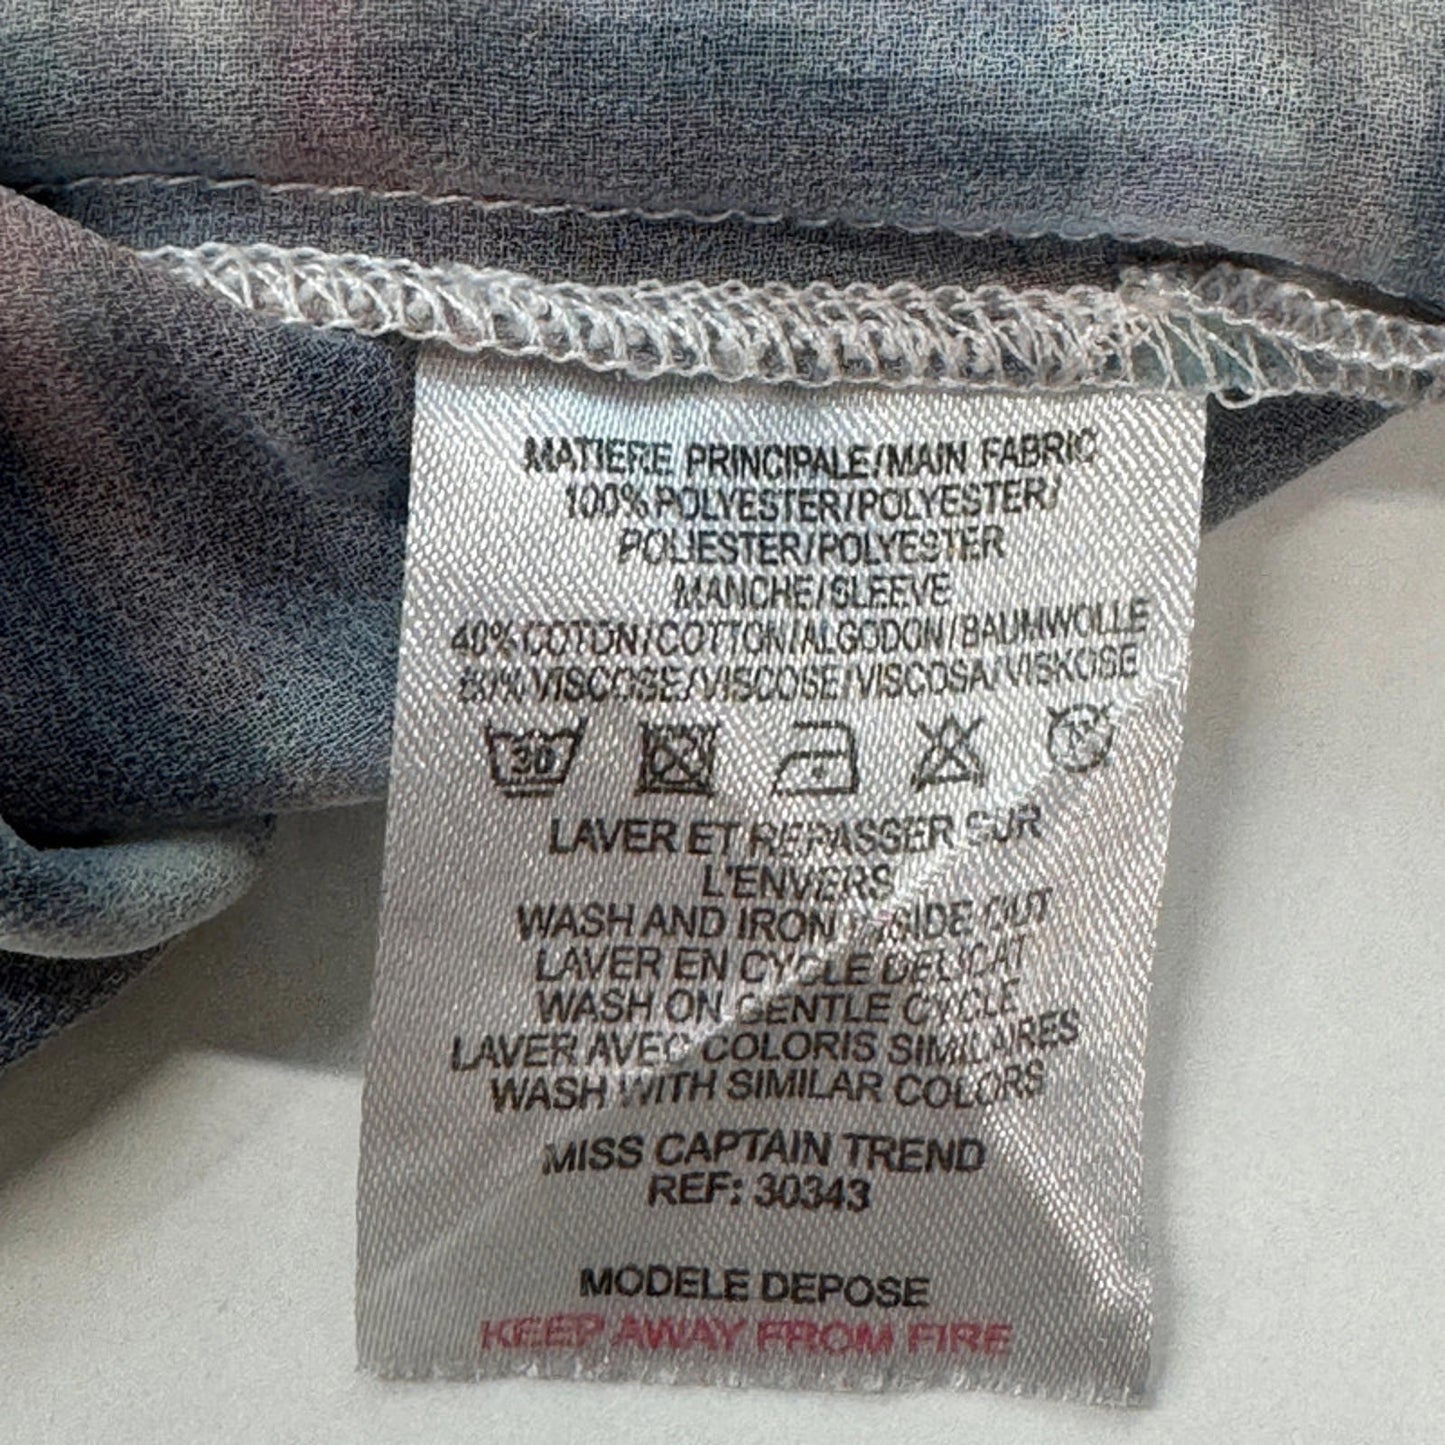 MATIERE PRINCIPALE/MAIN FABRIC
100% POLYESTER/POLYESTER/
POLIESTER/POLYESTER
MANCHE/SLEEVE
40% COTON/COTTON/ALGODON/BAUMWOLLE
60% VISCOSE/VISCOSE/VISCOSA/VISKOSE
30
LAVER ET REPASSER SUR
L'ENVERS
WASH AND IRON INSIDE OUT
LAVER EN CYCLE DELICAT
WASH ON GENTLE CYCLE
LAVER AVEC COLORIS SIMILAIRES
WASH WITH SIMILAR COLORS
MISS CAPTAIN TREND
REF: 30343
MODELE DEPOSE
KEEP AWAY FROM FIRE